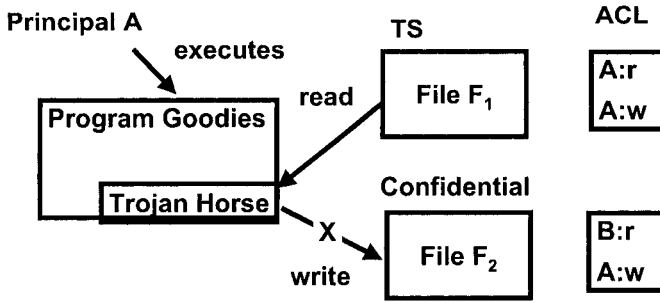 Principal A
executes
Program Goodies
Trojan Horse
read
X
write
TS
File F₁
Confidential
File F₂
ACL
A:r
A:w
B:r
A:w